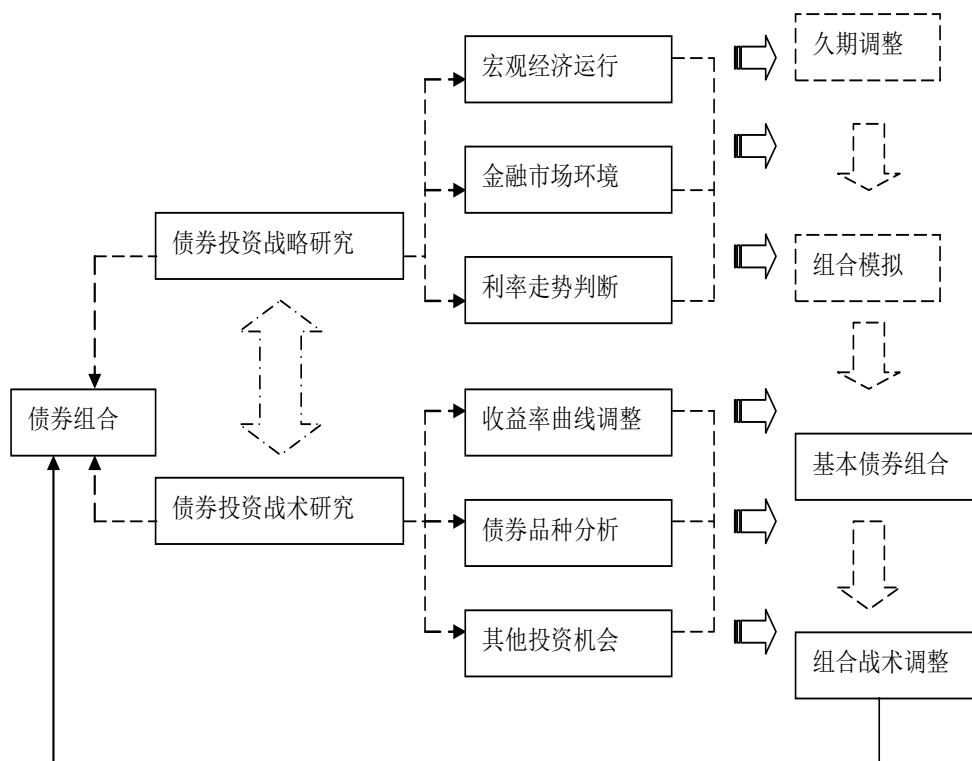 宏观经济运行
久期调整
金融市场环境
债券投资战略研究
组合模拟
利率走势判断
债券组合
收益率曲线调整
基本债券组合
债券投资战术研究
债券品种分析
其他投资机会
组合战术调整